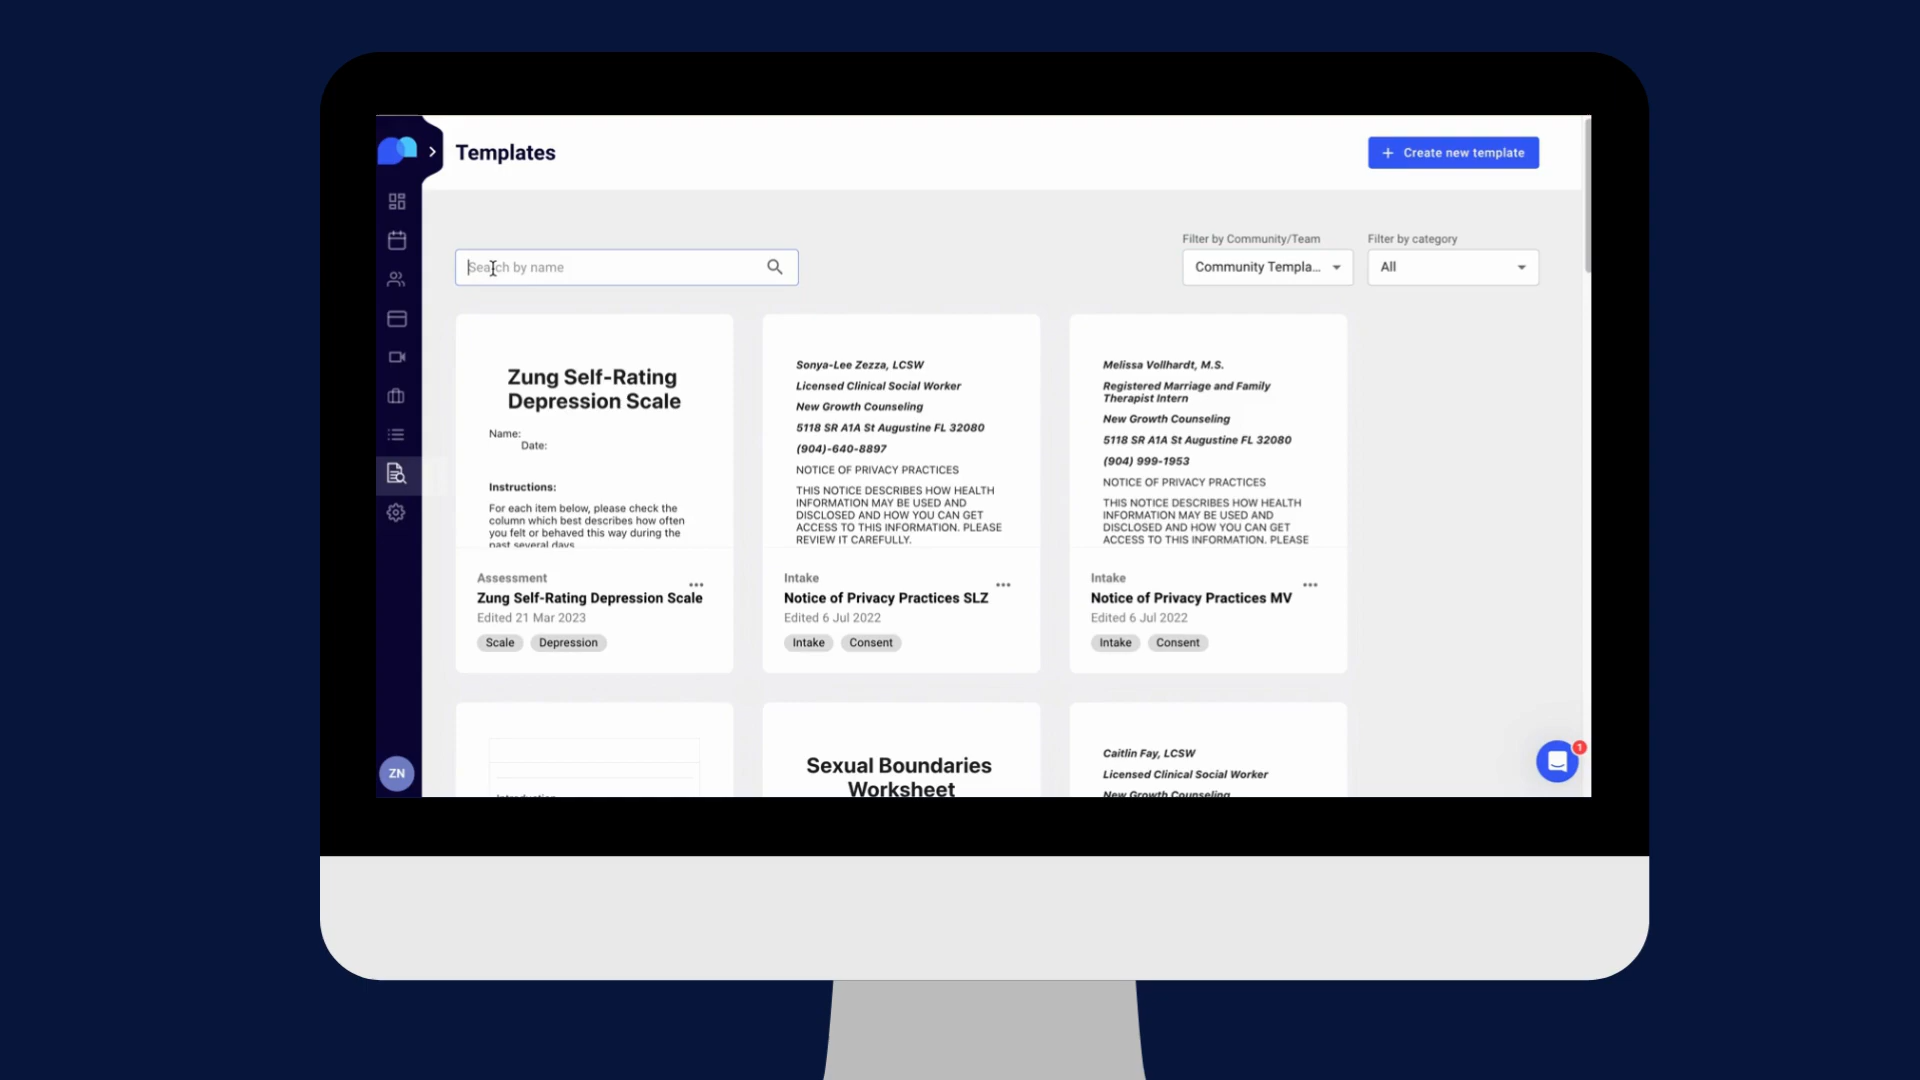 Templates
+ Create new template
Filter by Community/Team
Filter by category
Search by name
Community Templa...
All
Zung Self-Rating
Depression Scale
Name:
Date:
Instructions:
For each item below, please check the
column which best describes how often
you felt or behaved this way during the
past several days
Assessment
Zung Self-Rating Depression Scale
Edited 21 Mar 2023
Scale
Depression
Sonya-Lee Zezza, LCSW
Licensed Clinical Social Worker
New Growth Counseling
5118 SR A1A St Augustine FL 32080
(904)-640-8897
NOTICE OF PRIVACY PRACTICES
THIS NOTICE DESCRIBES HOW HEALTH
INFORMATION MAY BE USED AND
DISCLOSED AND HOW YOU CAN GET
ACCESS TO THIS INFORMATION. PLEASE
REVIEW IT CAREFULLY.
Intake
Notice of Privacy Practices SLZ
Edited 6 Jul 2022
Intake
Consent
Melissa Vollhardt, M.S.
Registered Marriage and Family
Therapist Intern
New Growth Counseling
5118 SR A1A St Augustine FL 32080
(904) 999-1953
NOTICE OF PRIVACY PRACTICES
THIS NOTICE DESCRIBES HOW HEALTH
INFORMATION MAY BE USED AND
DISCLOSED AND HOW YOU CAN GET
ACCESS TO THIS INFORMATION. PLEASE
Intake
Notice of Privacy Practices MV
Edited 6 Jul 2022
Intake
Consent
Introduction
Sexual Boundaries
Worksheet
Caitlin Fay, LCSW
Licensed Clinical Social Worker
New Growth Counseling
ZN
1